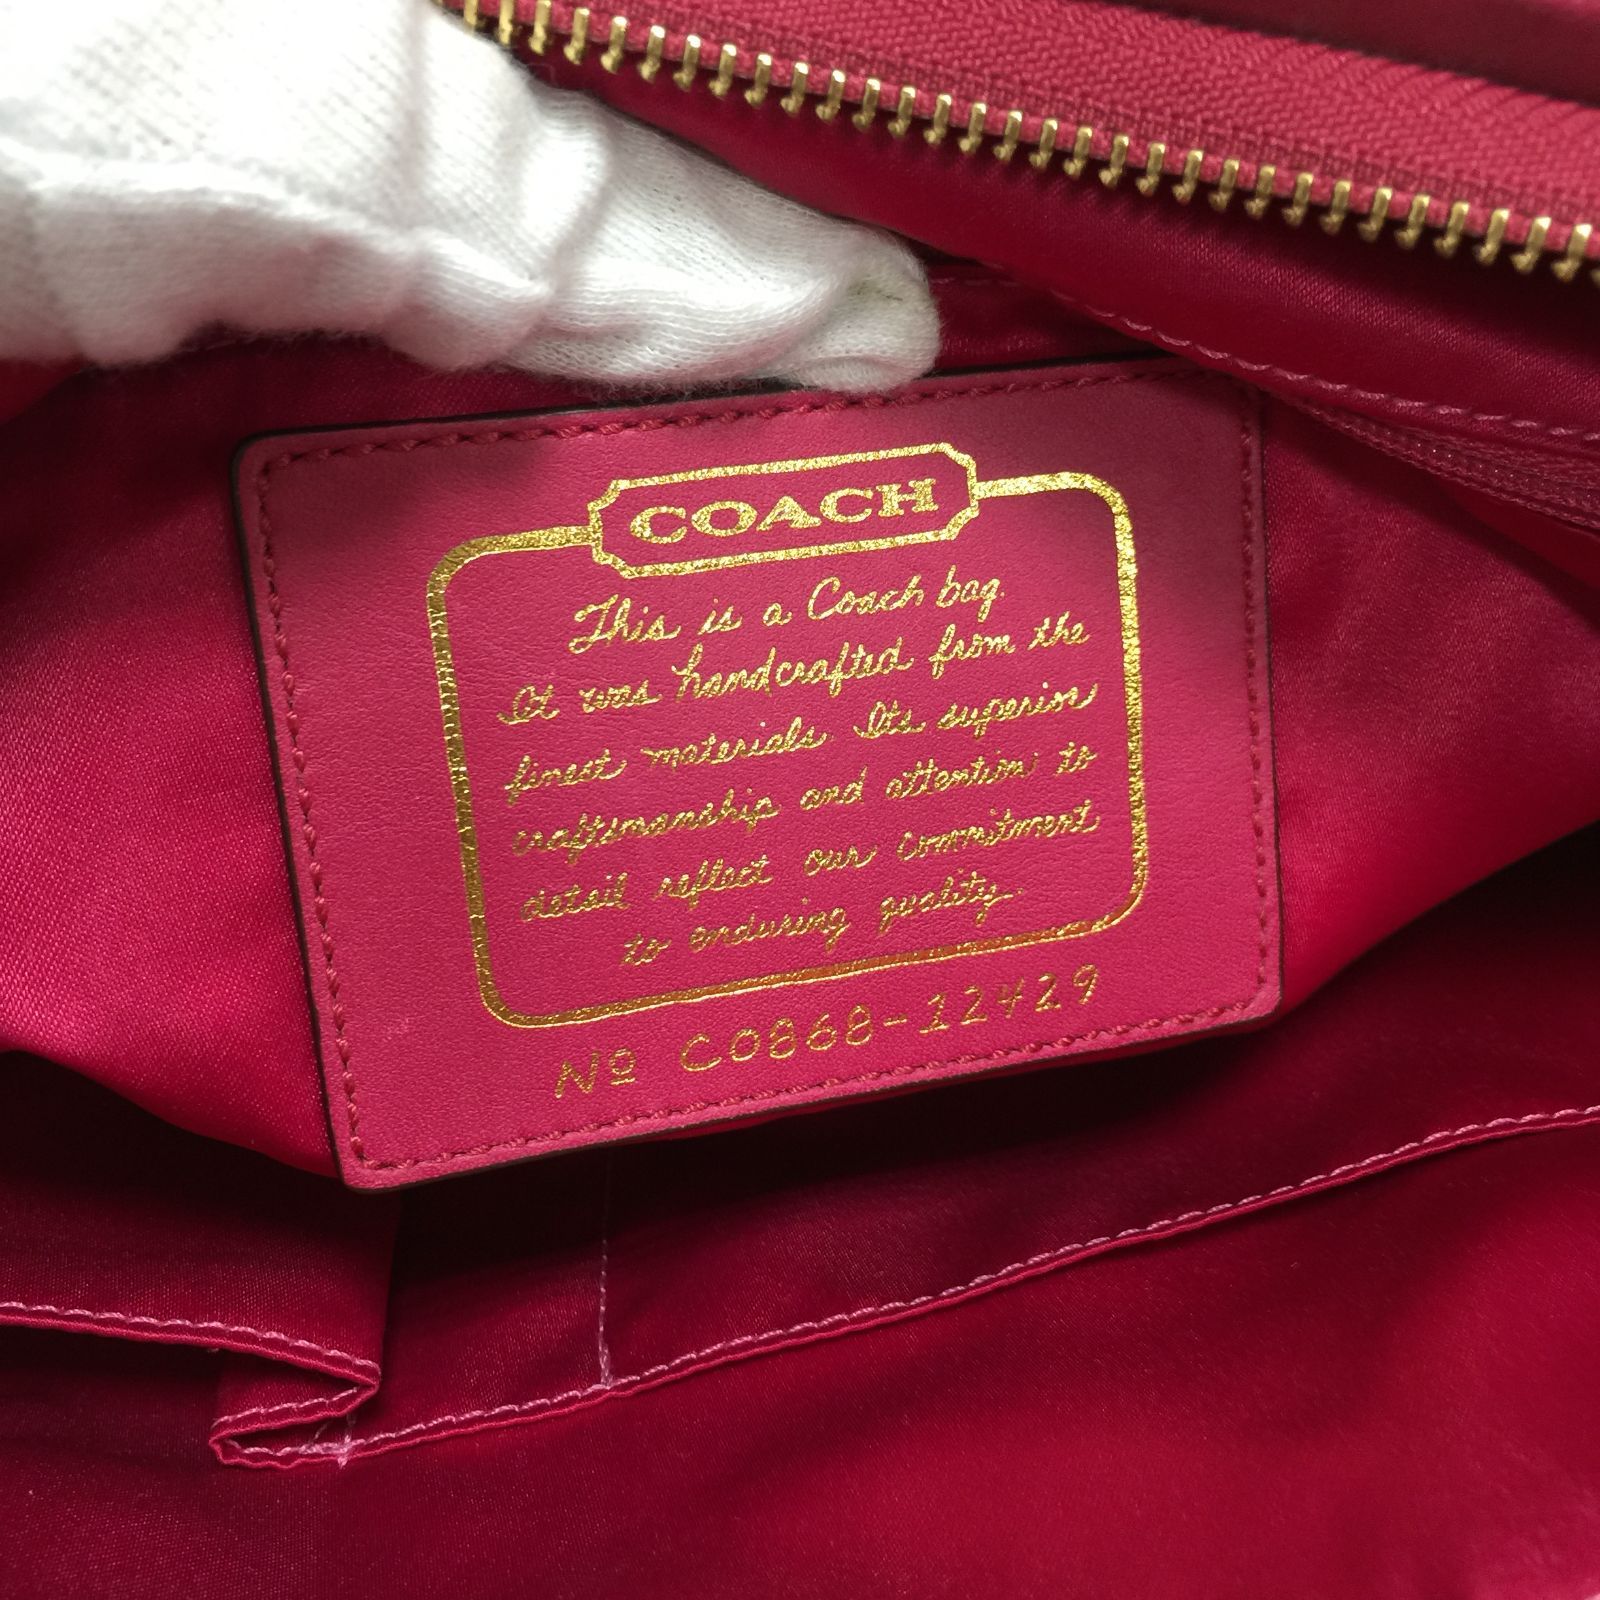 COACH
This is a Coach bag.
It was handcrafted from the
finest materials. Its superior
craftsmanship and attention to
detail reflect our commitment
to enduring quality.
No C0868-12429